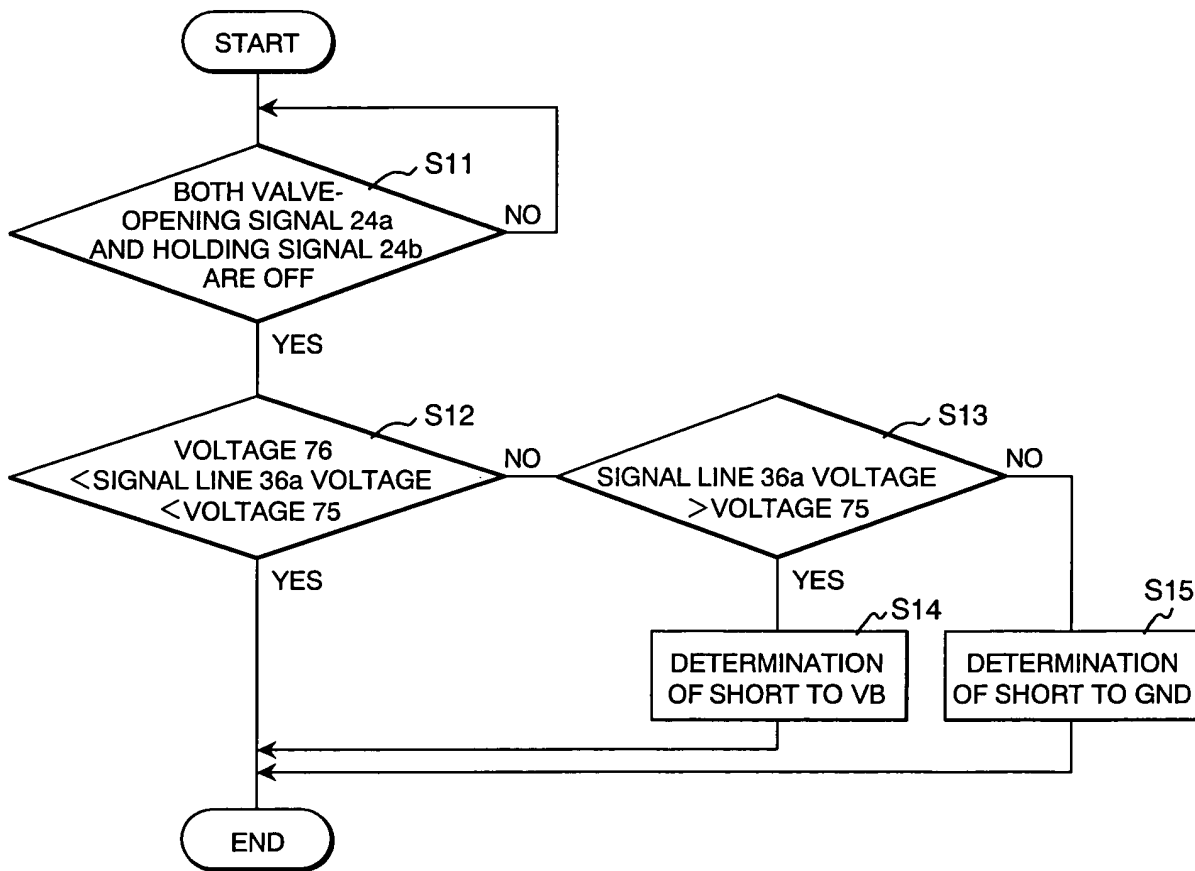 START
S11
BOTH VALVE-
OPENING SIGNAL 24a
AND HOLDING SIGNAL 24b
ARE OFF
NO
YES
S12
VOLTAGE 76
<SIGNAL LINE 36a VOLTAGE
<VOLTAGE 75
NO
YES
S13
SIGNAL LINE 36a VOLTAGE
>VOLTAGE 75
NO
YES
S14
DETERMINATION
OF SHORT TO VB
S15
DETERMINATION
OF SHORT TO GND
END